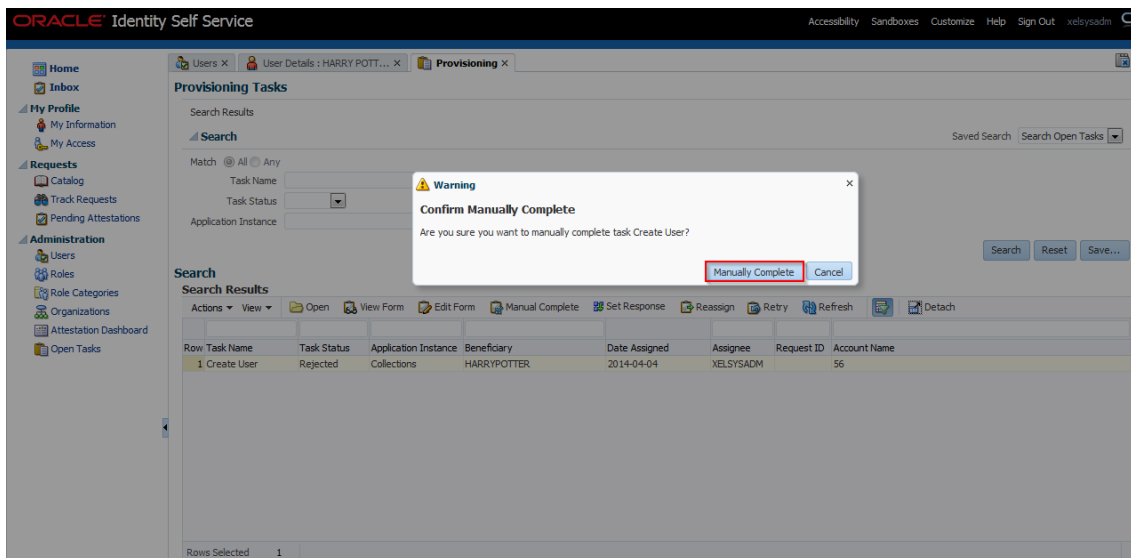 ORACLE Identity Self Service
Accessibility Sandboxes Customize Help Sign Out xelsysadm
Home
Inbox
My Profile
My Information
My Access
Requests
Catalog
Track Requests
Pending Attestations
Administration
Users
Roles
Role Categories
Organizations
Attestation Dashboard
Open Tasks
Users × User Details : HARRY POTT... × Provisioning ×
Provisioning Tasks
Search Results
Search
Saved Search Search Open Tasks
Match All Any
Task Name
Task Status
Application Instance
Warning ×
Confirm Manually Complete
Are you sure you want to manually complete task Create User?
Manually Complete Cancel
Search Reset Save...
Search
Search Results
Actions View Open View Form Edit Form Manual Complete Set Response Reassign Retry Refresh Detach
Row Task Name Task Status Application Instance Beneficiary Date Assigned Assignee Request ID Account Name
1 Create User Rejected Collections HARRYPOTTER 2014-04-04 XELSYSADM 56
Rows Selected 1